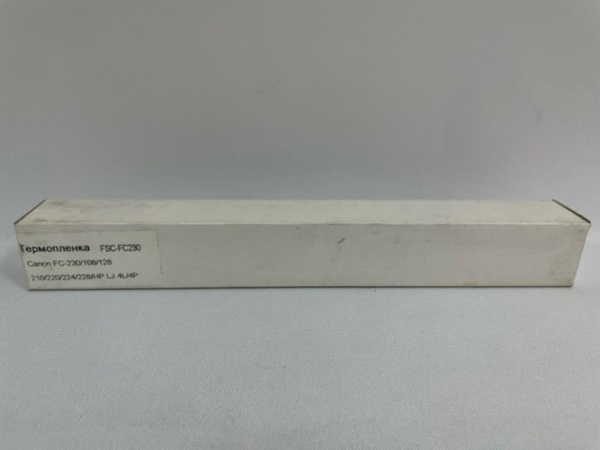 Термопленка FSC-FC230
Canon FC-230/108/128
210/220/224/228/HP LJ 4L/4P